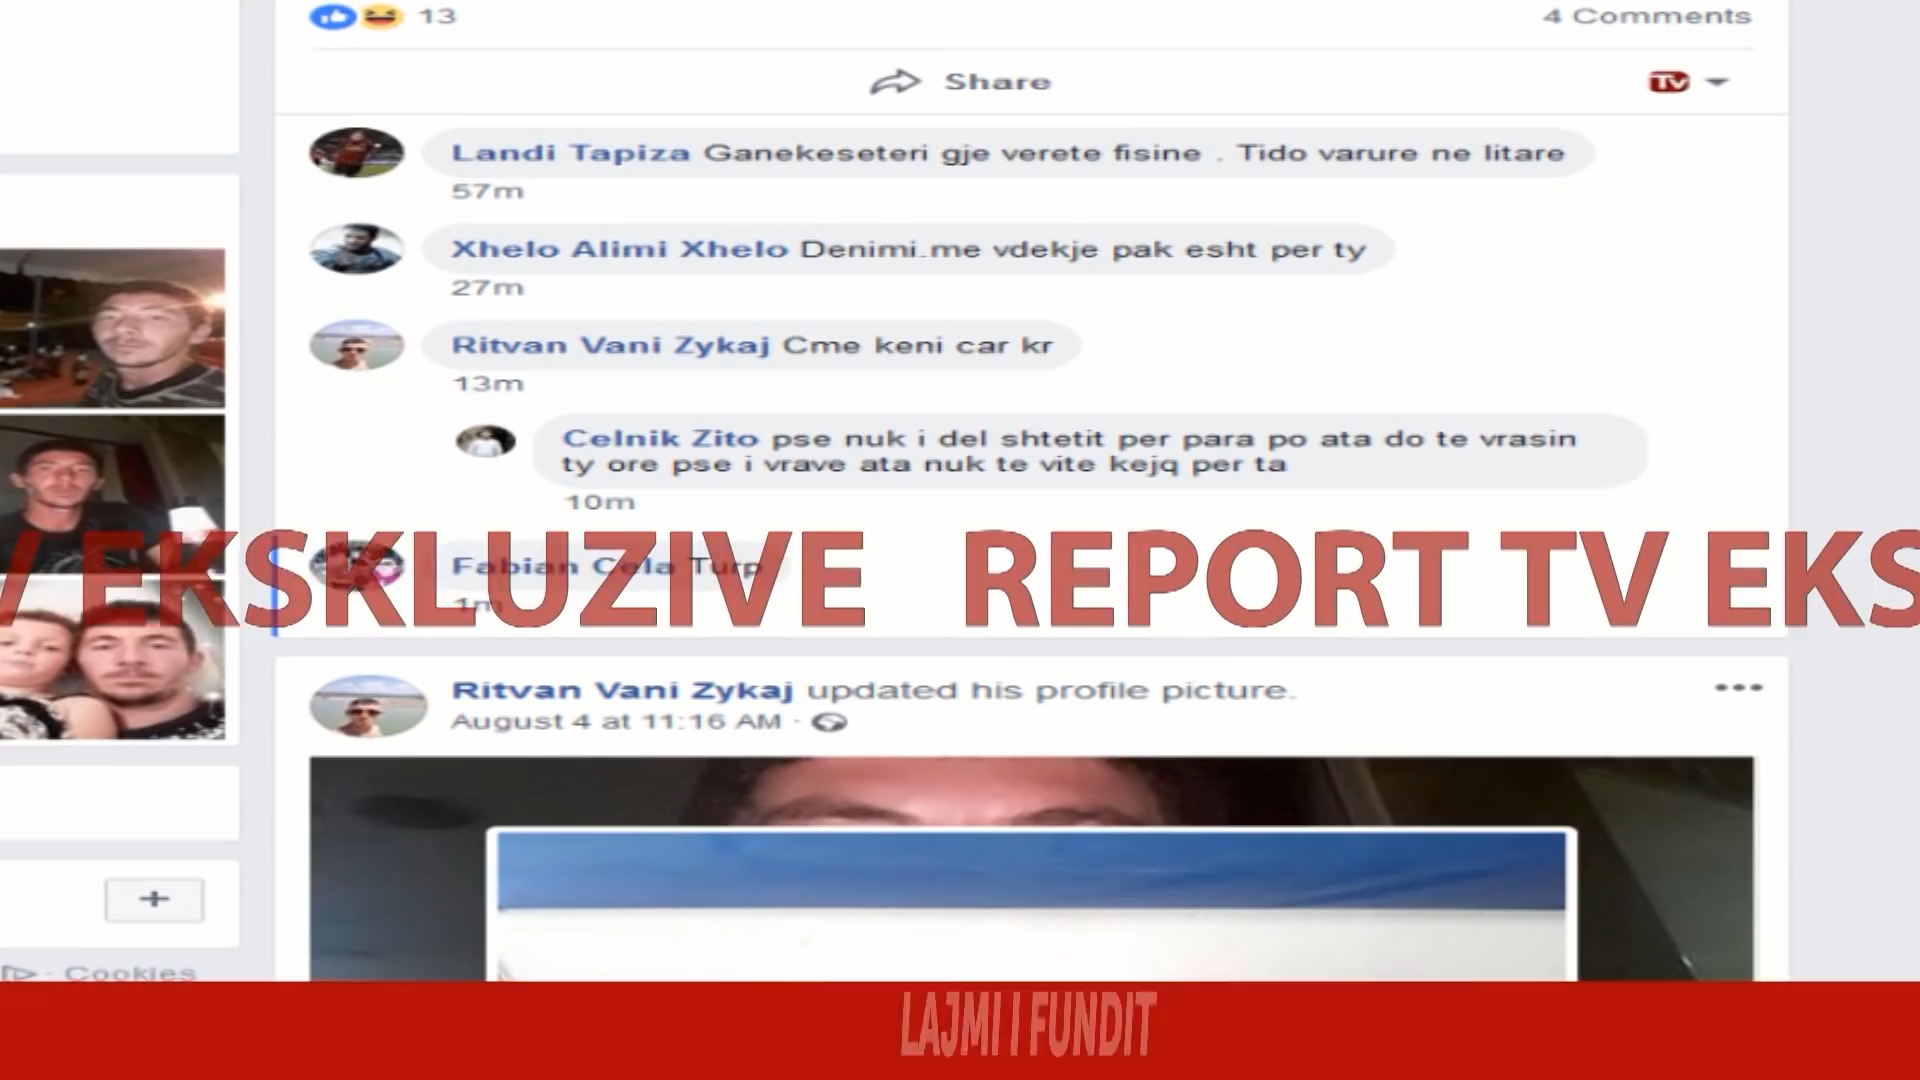 13
4 Comments
Share
TV
Landi Tapiza Ganekeseteri gje verete fisine . Tido varure ne litare
57m
Xhelo Alimi Xhelo Denimi.me vdekje pak esht per ty
27m
Ritvan Vani Zykaj Cme keni car kr
13m
Celnik Zito pse nuk i del shtetit per para po ata do te vrasin
ty ore pse i vrave ata nuk te vite kejq per ta
10m
Fabian Cela Turp
1m
V EKSKLUZIVE REPORT TV EKS
Ritvan Vani Zykaj updated his profile picture.
August 4 at 11:16 AM ·
· Cookies
LAJMI I FUNDIT